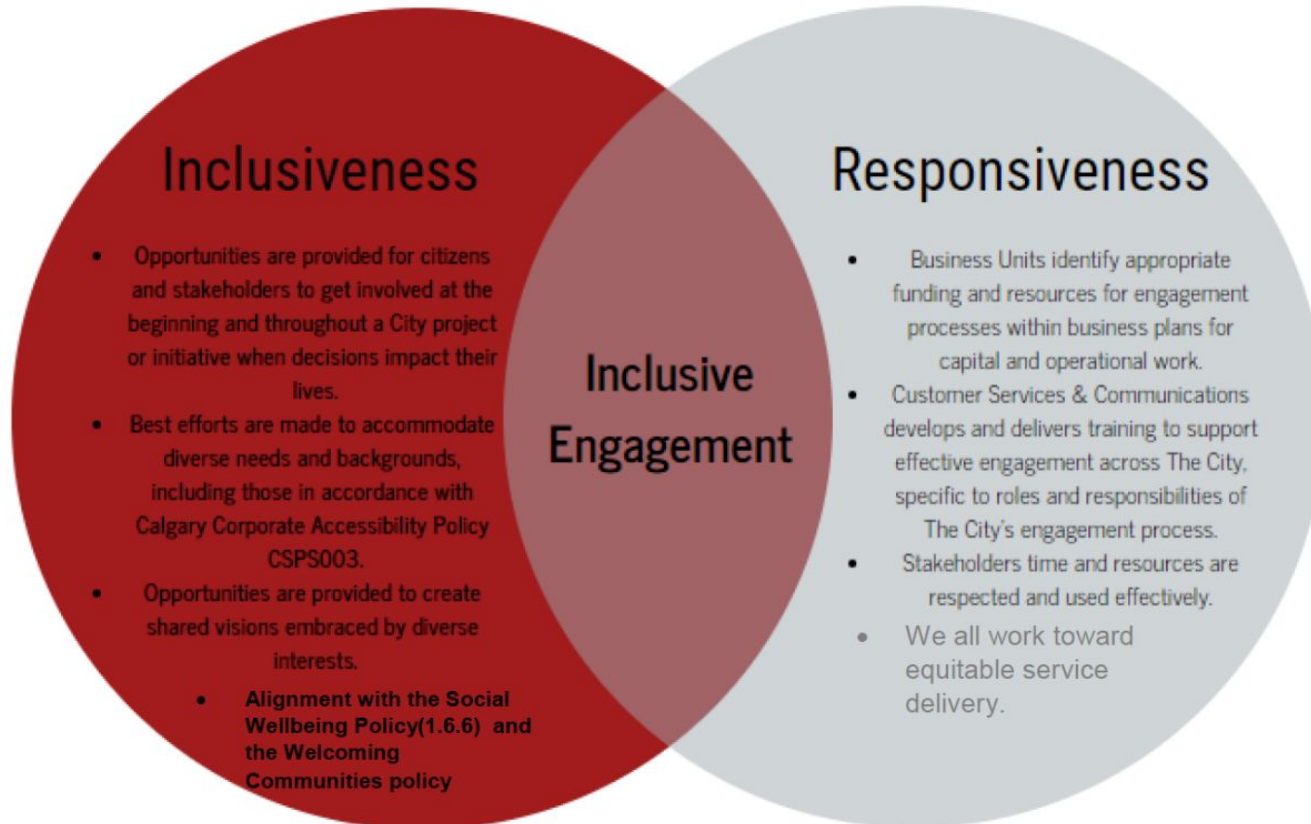 Inclusiveness
• Opportunities are provided for citizens
and stakeholders to get involved at the
beginning and throughout a City project
or initiative when decisions impact their
lives.
• Best efforts are made to accommodate
diverse needs and backgrounds,
including those in accordance with
Calgary Corporate Accessibility Policy
CSPS003.
• Opportunities are provided to create
shared visions embraced by diverse
interests.
• Alignment with the Social
Wellbeing Policy(1.6.6) and
the Welcoming
Communities policy
Inclusive
Engagement
Responsiveness
• Business Units identify appropriate
funding and resources for engagement
processes within business plans for
capital and operational work.
• Customer Services & Communications
develops and delivers training to support
effective engagement across The City,
specific to roles and responsibilities of
The City's engagement process.
• Stakeholders time and resources are
respected and used effectively.
• We all work toward
equitable service
delivery.